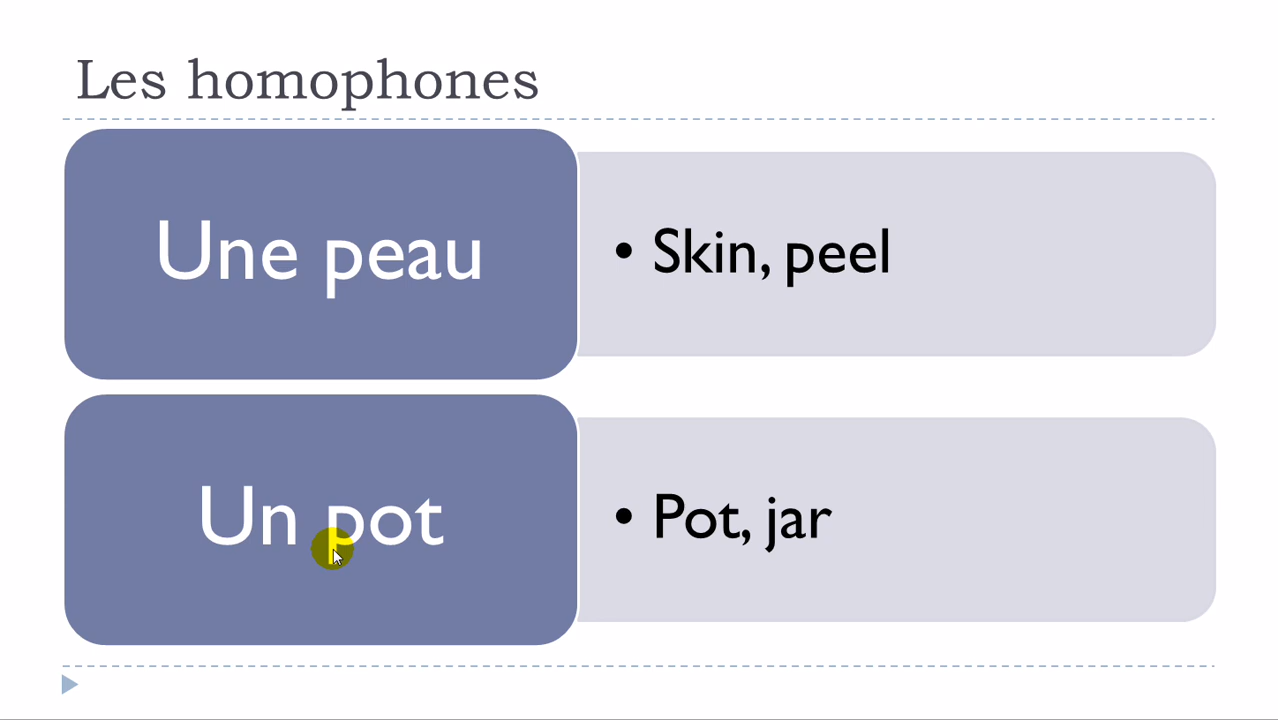 Les homophones
Une peau
• Skin, peel
Un pot
• Pot, jar